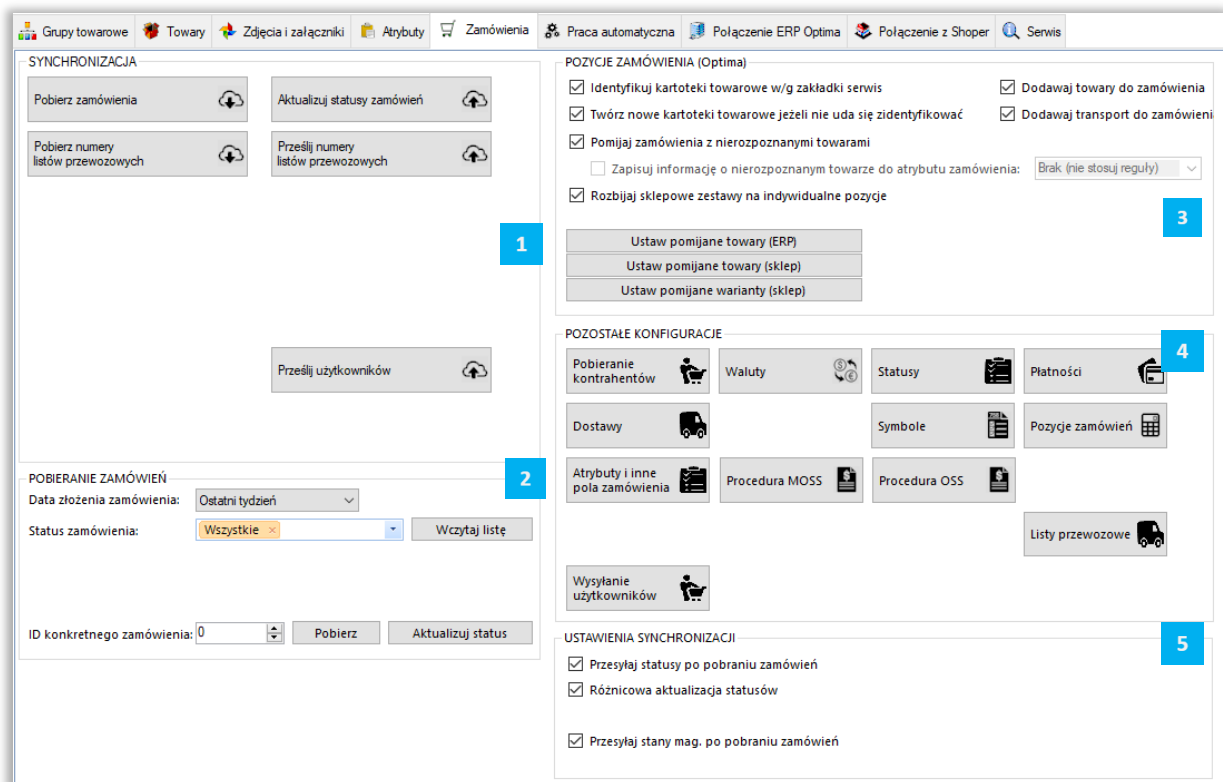 Grupy towarowe
Towary
Zdjęcia i załączniki
Atrybuty
Zamówienia
Praca automatyczna
Połączenie ERP Optima
Połączenie z Shoper
Serwis
SYNCHRONIZACJA
Pobierz zamówienia
Aktualizuj statusy zamówień
Pobierz numery
listów przewozowych
Prześlij numery
listów przewozowych
1
Prześlij użytkowników
POBIERANIE ZAMÓWIEŃ
2
Data złożenia zamówienia:
Ostatni tydzień
Status zamówienia:
Wszystkie ×
Wczytaj listę
ID konkretnego zamówienia:
0
Pobierz
Aktualizuj status
POZYCJE ZAMÓWIENIA (Optima)
Identyfikuj kartoteki towarowe w/g zakładki serwis
Dodawaj towary do zamówienia
Twórz nowe kartoteki towarowe jeżeli nie uda się zidentyfikować
Dodawaj transport do zamówieni
Pomijaj zamówienia z nierozpoznanymi towarami
Zapisuj informację o nierozpoznanym towarze do atrybutu zamówienia:
Brak (nie stosuj reguły)
Rozbijaj sklepowe zestawy na indywidualne pozycje
3
Ustaw pomijane towary (ERP)
Ustaw pomijane towary (sklep)
Ustaw pomijane warianty (sklep)
POZOSTAŁE KONFIGURACJE
4
Pobieranie
kontrahentów
Waluty
Statusy
Płatności
Dostawy
Symbole
Pozycje zamówień
Atrybuty i inne
pola zamówienia
Procedura MOSS
Procedura OSS
Listy przewozowe
Wysyłanie
użytkowników
USTAWIENIA SYNCHRONIZACJI
5
Przesyłaj statusy po pobraniu zamówień
Różnicowa aktualizacja statusów
Przesyłaj stany mag. po pobraniu zamówień